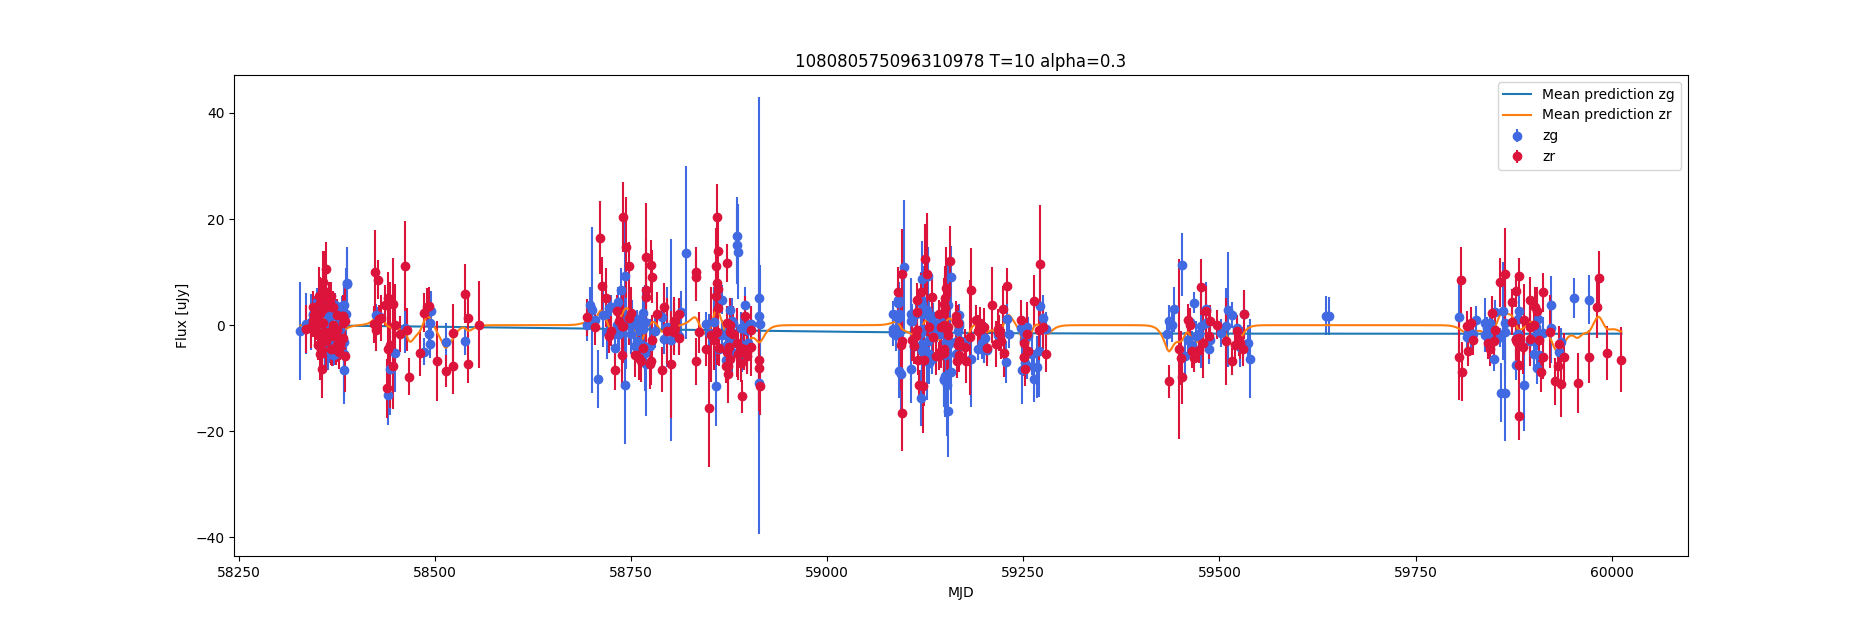 108080575096310978 T=10 alpha=0.3
Mean prediction zg
Mean prediction zr
zg
zr
Flux [uJy]
40
20
0
−20
−40
58250 58500 58750 59000 59250 59500 59750 60000
MJD